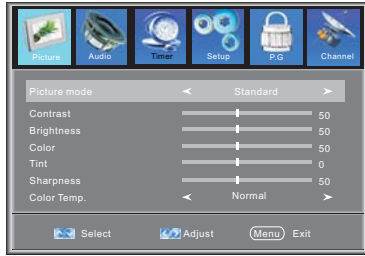 Picture Audio Timer Setup P.G Channel
Picture mode Standard
Contrast 50
Brightness 50
Color 50
Tint 0
Sharpness 50
Color Temp. Normal
Select Adjust Menu Exit